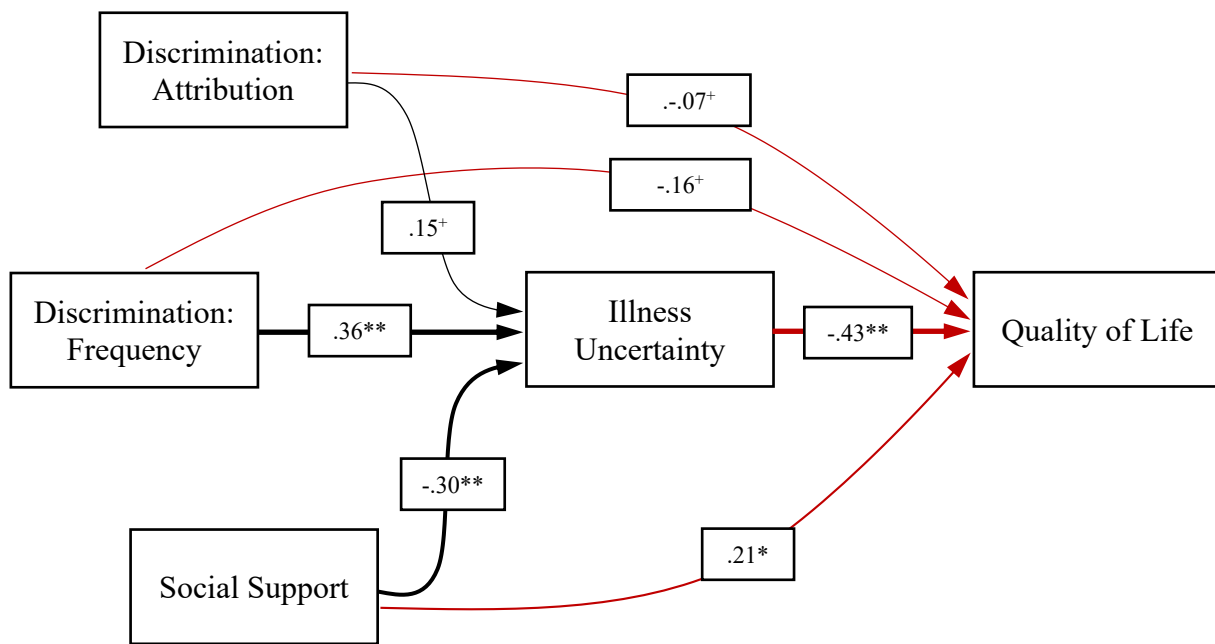 Discrimination:
Attribution
.-.07⁺
-.16⁺
.15⁺
Discrimination:
Frequency
.36**
Illness
Uncertainty
-.43**
Quality of Life
-.30**
.21*
Social Support